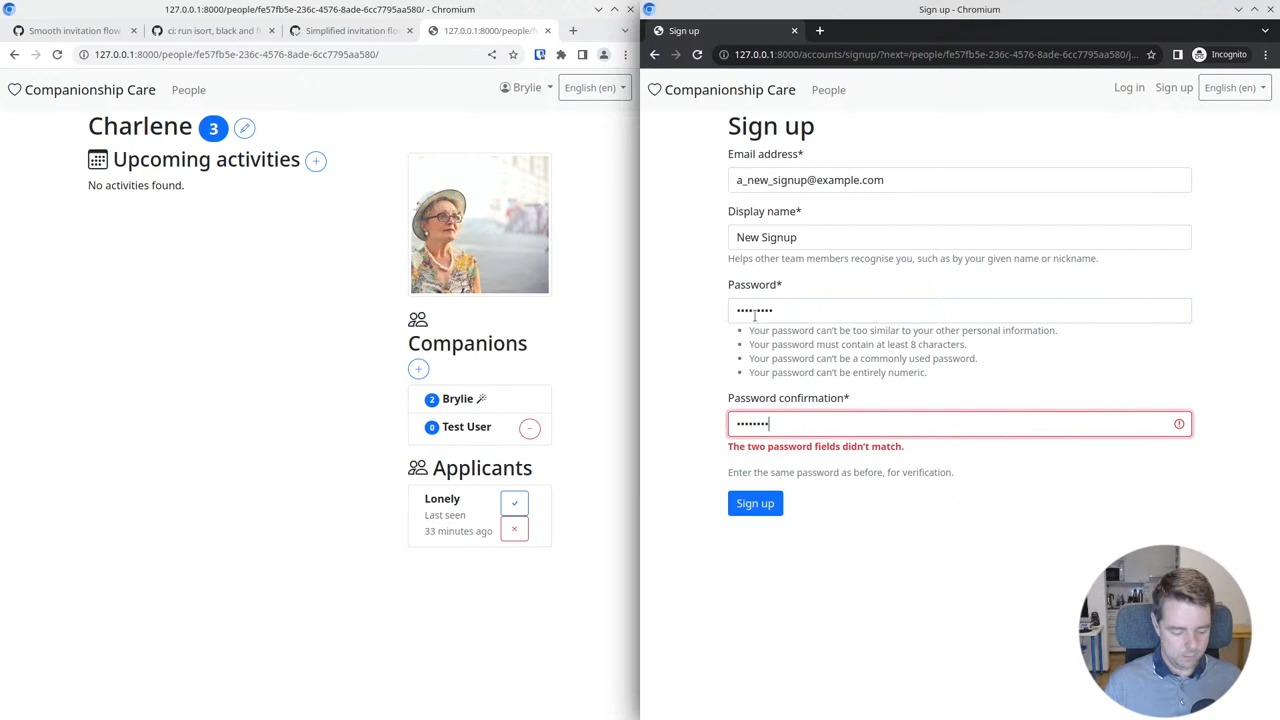 127.0.0.1:8000/people/fe57fb5e-236c-4576-8ade-6cc7795aa580/ - Chromium
Smooth invitation flow
ci: run isort, black and f
Simplified invitation flo
127.0.0.1:8000/people/f
127.0.0.1:8000/people/fe57fb5e-236c-4576-8ade-6cc7795aa580/
Companionship Care
People
Brylie
English (en)
Charlene 3
Upcoming activities
No activities found.
Companions
2 Brylie
0 Test User
Applicants
Lonely
Last seen
33 minutes ago
Sign up - Chromium
Sign up
127.0.0.1:8000/accounts/signup/?next=/people/fe57fb5e-236c-4576-8ade-6cc7795aa580/j...
Incognito
Companionship Care
People
Log in
Sign up
English (en)
Sign up
Email address*
a_new_signup@example.com
Display name*
New Signup
Helps other team members recognise you, such as by your given name or nickname.
Password*
•••••••••
• Your password can't be too similar to your other personal information.
• Your password must contain at least 8 characters.
• Your password can't be a commonly used password.
• Your password can't be entirely numeric.
Password confirmation*
••••••••
The two password fields didn't match.
Enter the same password as before, for verification.
Sign up